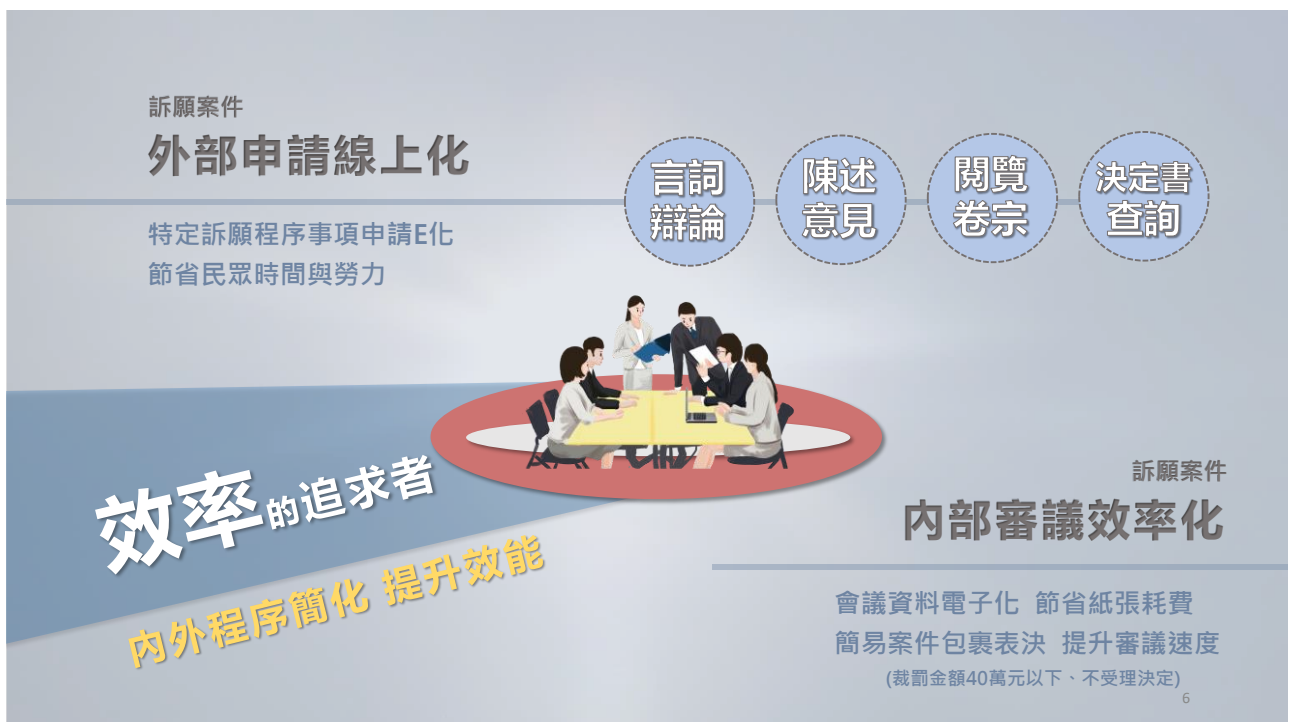 訴願案件
外部申請線上化
特定訴願程序事項申請E化
節省民眾時間與勞力
言詞
辯論
陳述
意見
閱覽
卷宗
決定書
查詢
效率的追求者
內外程序簡化 提升效能
訴願案件
內部審議效率化
會議資料電子化 節省紙張耗費
簡易案件包裹表決 提升審議速度
(裁罰金額40萬元以下、不受理決定)
6